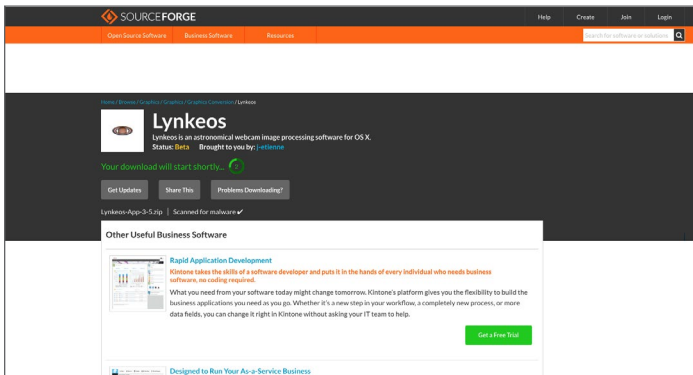 SOURCEFORGE
Help Create Join Login
Open Source Software Business Software Resources
Search for software or solutions
Home / Browse / Graphics / Graphics / Graphics Conversion / Lynkeos
Lynkeos
Lynkeos is an astronomical webcam image processing software for OS X.
Status: Beta Brought to you by: j-etienne
Your download will start shortly... 2
Get Updates Share This Problems Downloading?
Lynkeos-App-3-5.zip | Scanned for malware ✔
Other Useful Business Software
Rapid Application Development
Kintone takes the skills of a software developer and puts it in the hands of every individual who needs business
software, no coding required.
What you need from your software today might change tomorrow. Kintone's platform gives you the flexibility to build the
business applications you need as you go. Whether it's a new step in your workflow, a completely new process, or more
data fields, you can change it right in Kintone without asking your IT team to help.
Get a Free Trial
Designed to Run Your As-a-Service Business